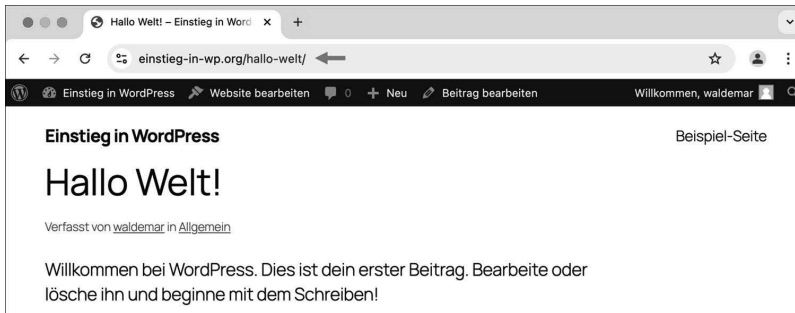 Hallo Welt! – Einstieg in Word
einstieg-in-wp.org/hallo-welt/
Einstieg in WordPress Website bearbeiten 0 Neu Beitrag bearbeiten Willkommen, waldemar
Einstieg in WordPress Beispiel-Seite
Hallo Welt!
Verfasst von waldemar in Allgemein
Willkommen bei WordPress. Dies ist dein erster Beitrag. Bearbeite oder
lösche ihn und beginne mit dem Schreiben!